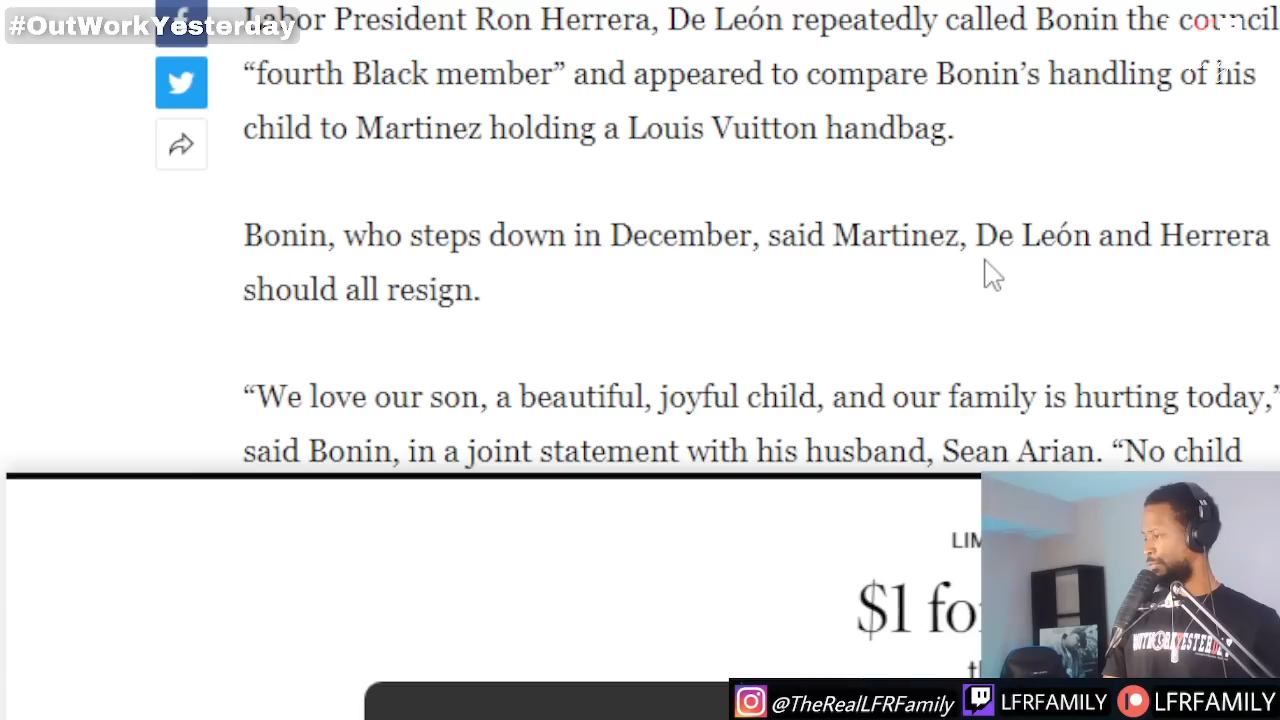 #OutWorkYesterday
Labor President Ron Herrera, De León repeatedly called Bonin the council
“fourth Black member” and appeared to compare Bonin’s handling of his
child to Martinez holding a Louis Vuitton handbag.
Bonin, who steps down in December, said Martinez, De León and Herrera
should all resign.
“We love our son, a beautiful, joyful child, and our family is hurting today,”
said Bonin, in a joint statement with his husband, Sean Arian. “No child
LIM
$1 fo
@TheRealLFRFamily LFRFAMILY LFRFAMILY